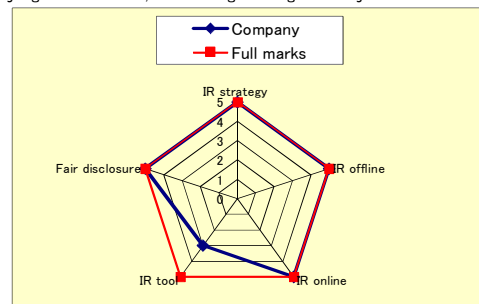 Company
Full marks
IR strategy
5
4
3
2
1
0
Fair disclosure
IR offline
IR tool
IR online